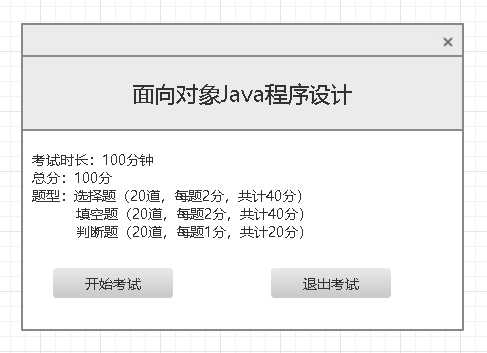 ×
面向对象Java程序设计
考试时长：100分钟
总分：100分
题型：选择题（20道，每题2分，共计40分）
填空题（20道，每题2分，共计40分）
判断题（20道，每题1分，共计20分）
开始考试
退出考试